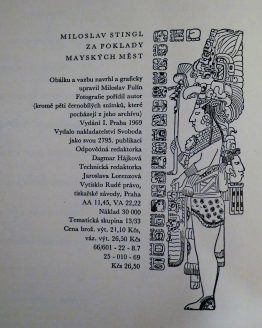 MILOSLAV STINGL
ZA POKLADY
MAYSKÝCH MĚST
Obálku a vazbu navrhl a graficky
upravil Miloslav Fulín
Fotografie pořídil autor
(kromě pěti černobílých snímků, které
pocházejí z jeho archívu)
Vydání I. Praha 1969
Vydalo nakladatelství Svoboda
jako svou 2795. publikaci
Odpovědná redaktorka
Dagmar Hájková
Technická redaktorka
Jaroslava Lorenzová
Vytisklo Rudé právo,
tiskařské závody, Praha
AA 11,45, VA 22,22
Náklad 30 000
Tematická skupina 13/33
Cena brož. výt. 21,10 Kčs,
váz. výt. 26,50 Kčs
66/601 - 22 - 8.7
25 - 010 - 69
Kčs 26,50